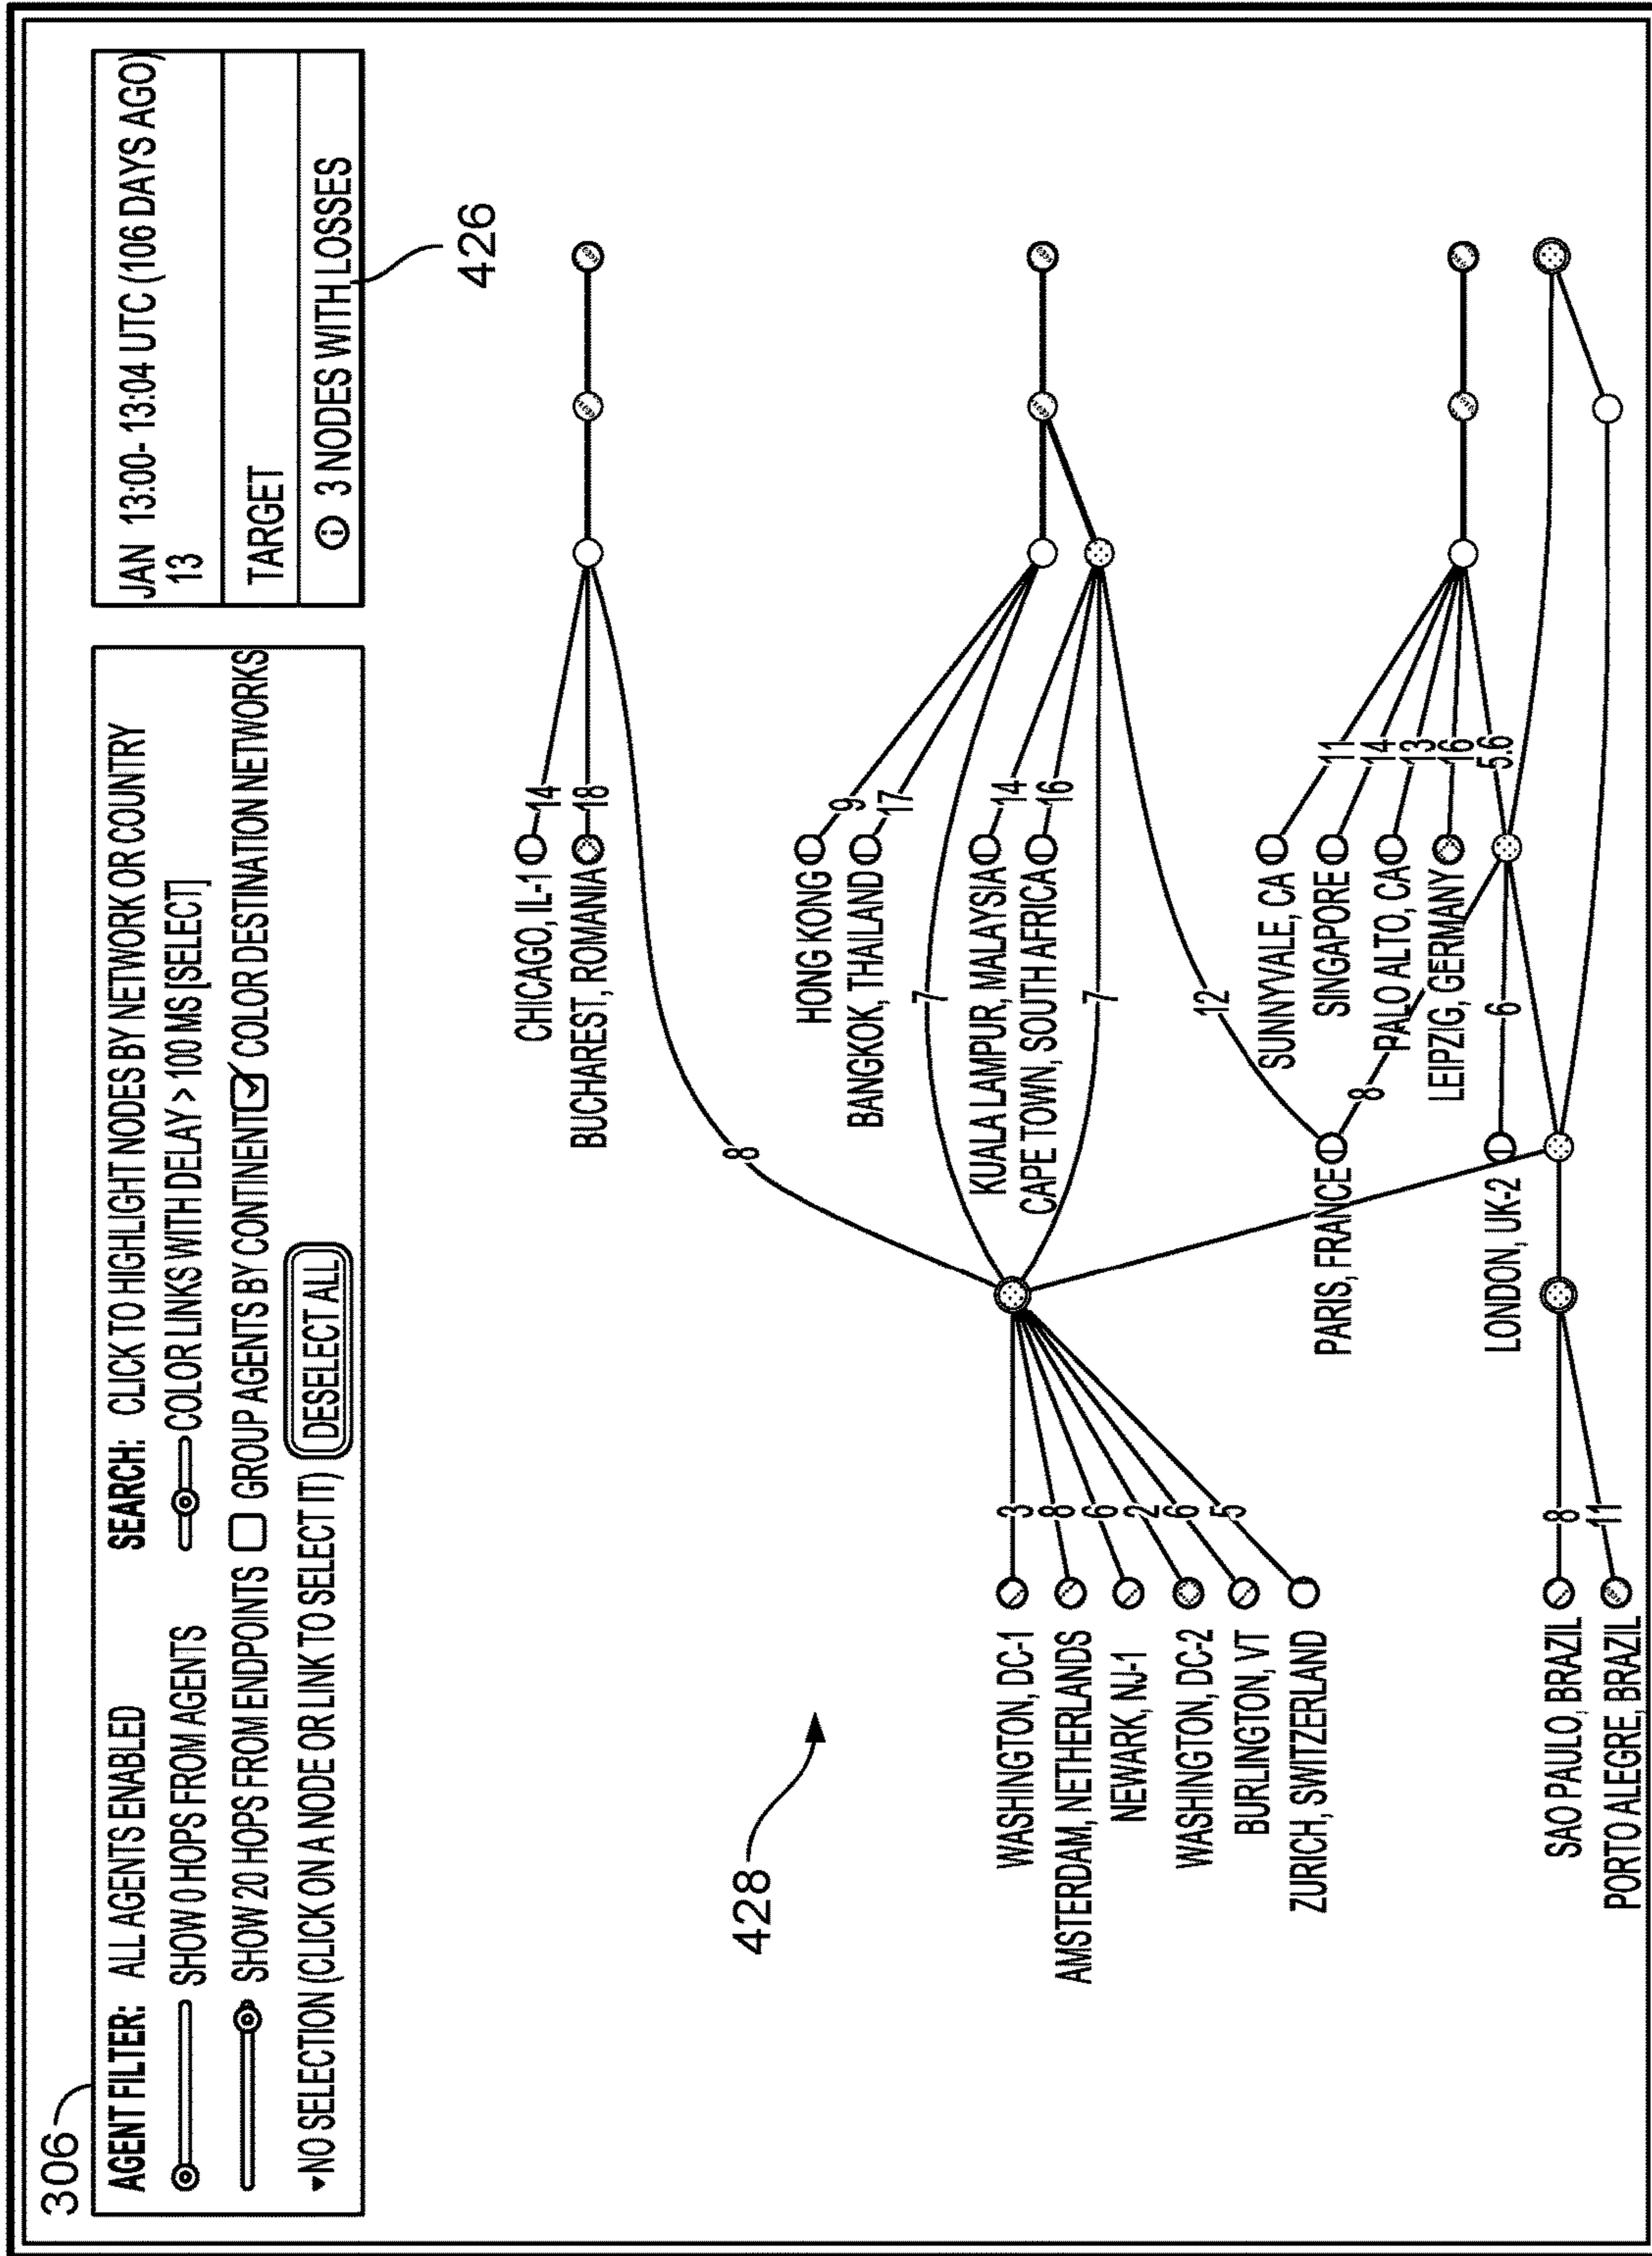 306
AGENT FILTER: ALL AGENTS ENABLED
SEARCH: CLICK TO HIGHLIGHT NODES BY NETWORK OR COUNTRY
SHOW 0 HOPS FROM AGENTS
COLOR LINKS WITH DELAY > 100 MS [SELECT]
SHOW 20 HOPS FROM ENDPOINTS
GROUP AGENTS BY CONTINENT
COLOR DESTINATION NETWORKS
NO SELECTION (CLICK ON A NODE OR LINK TO SELECT IT)
DESELECT ALL
JAN 13:00- 13:04 UTC (106 DAYS AGO)
13
TARGET
3 NODES WITH LOSSES
426
428
CHICAGO, IL-1
14
BUCHAREST, ROMANIA
18
8
HONG KONG
9
BANGKOK, THAILAND
17
7
KUALA LAMPUR, MALAYSIA
14
CAPE TOWN, SOUTH AFRICA
16
7
12
WASHINGTON, DC-1
3
AMSTERDAM, NETHERLANDS
8
NEWARK, NJ-1
6
WASHINGTON, DC-2
2
BURLINGTON, VT
6
ZURICH, SWITZERLAND
5
SUNNYVALE, CA
11
SINGAPORE
14
PALO ALTO, CA
13
LEIPZIG, GERMANY
16
5.6
PARIS, FRANCE
8
LONDON, UK-2
6
SAO PAULO, BRAZIL
8
PORTO ALEGRE, BRAZIL
11